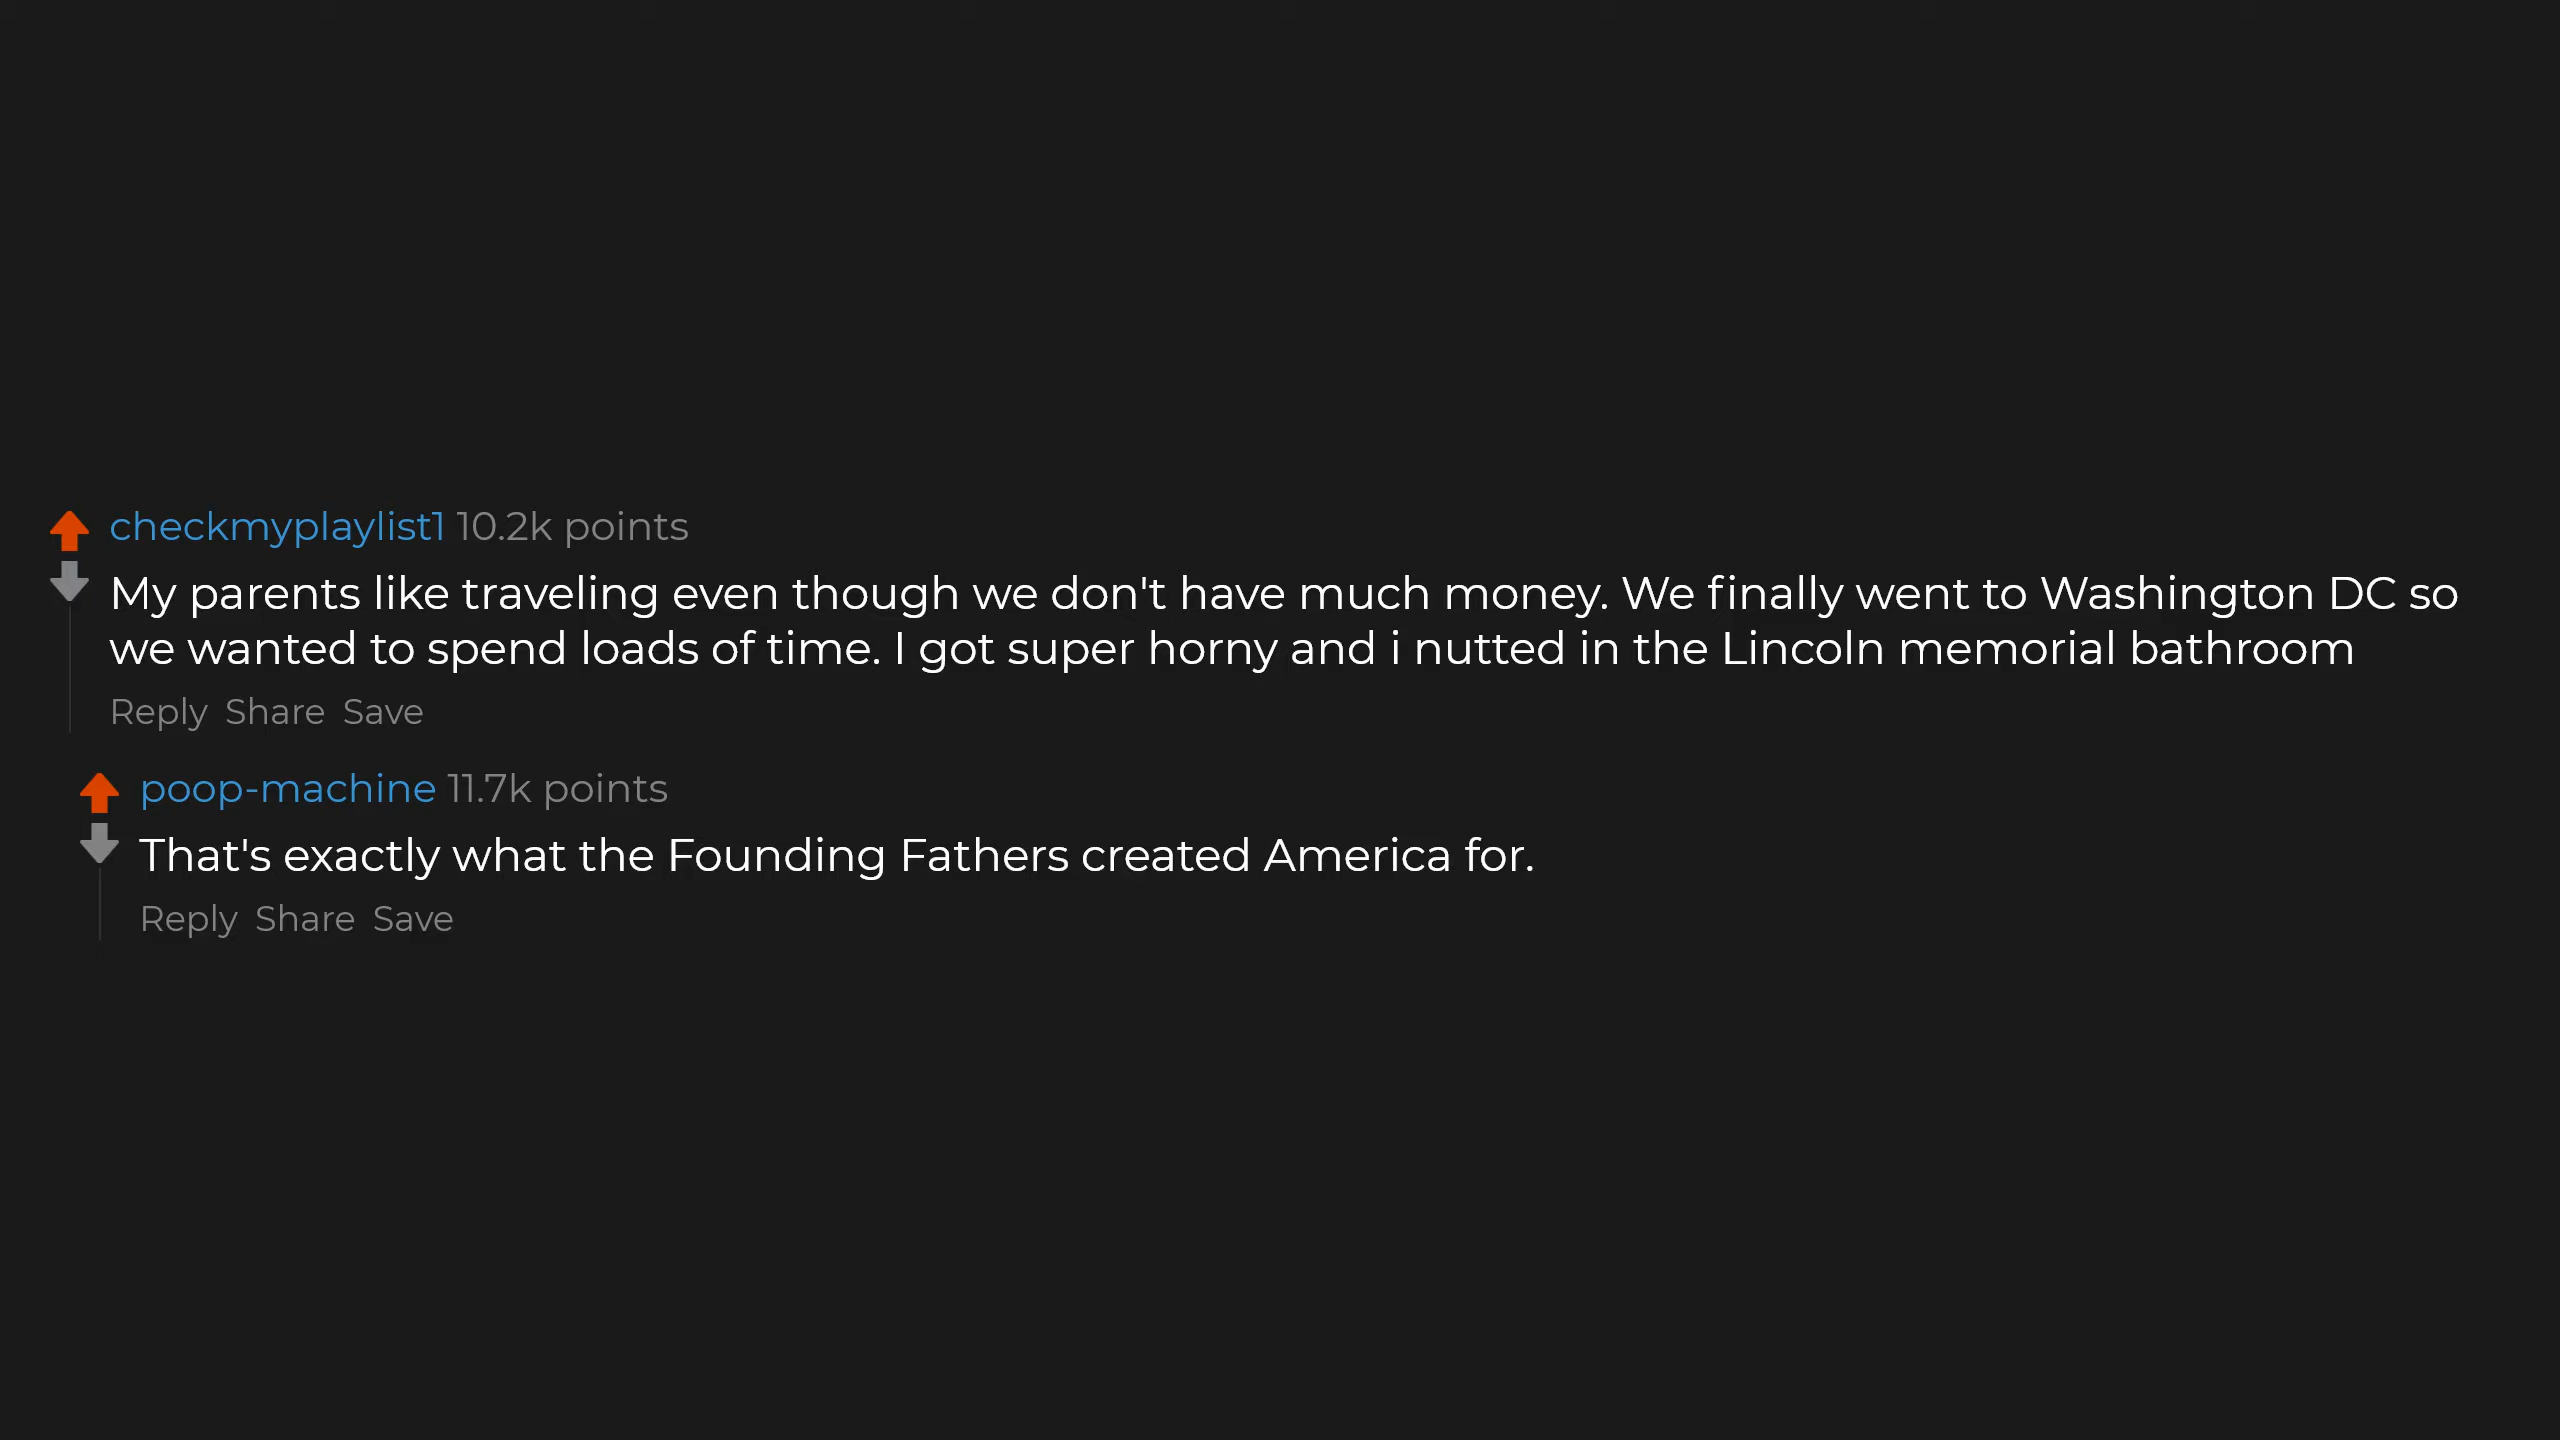 checkmyplaylist1 10.2k points
My parents like traveling even though we don't have much money. We finally went to Washington DC so
we wanted to spend loads of time. I got super horny and i nutted in the Lincoln memorial bathroom
Reply Share Save
poop-machine 11.7k points
That's exactly what the Founding Fathers created America for.
Reply Share Save